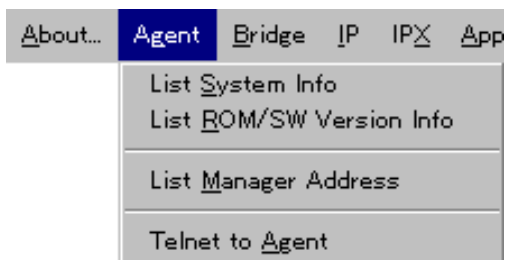 About... Agent Bridge IP IPX App
List System Info
List ROM/SW Version Info
List Manager Address
Telnet to Agent